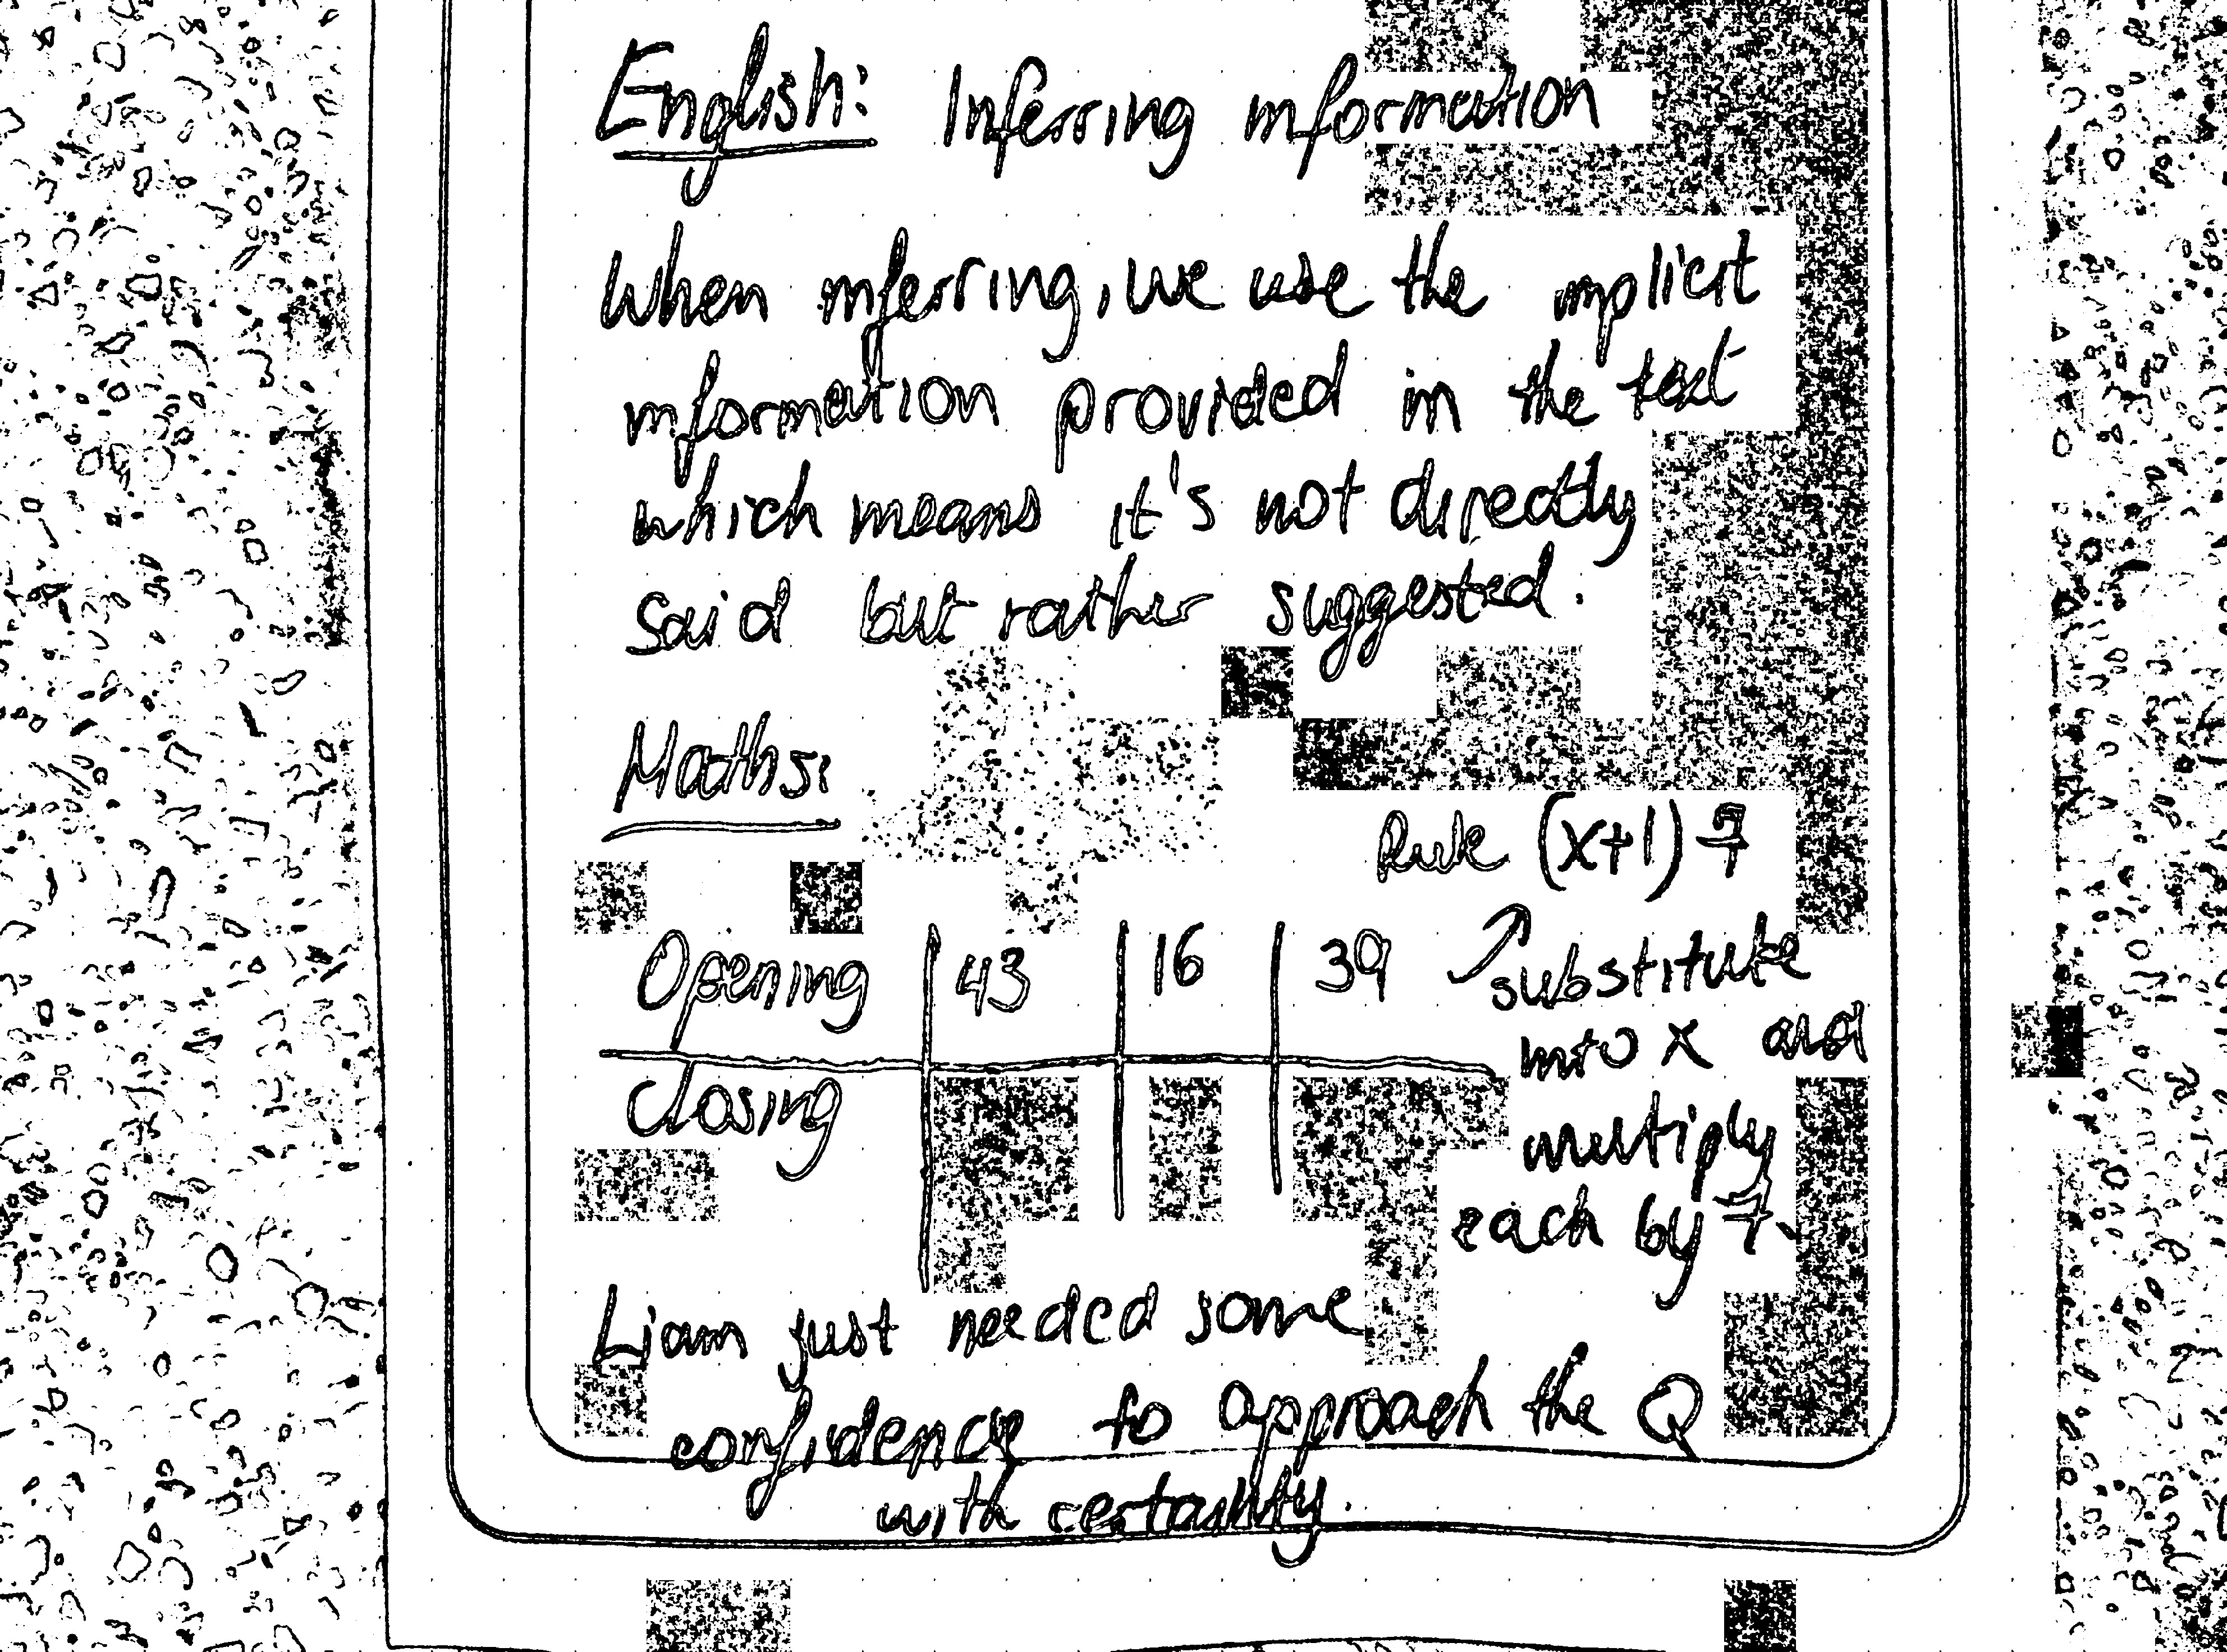 English: Inferring information
When inferring, we use the implicit
information provided in the text
which means it's not directly
said but rather suggested.
Maths:
Rule (x+1) 7
Opening 43 16 39
substitute
into x and
Closing
multiply
each by 7.
Liam just needed some
confidence to approach the Q
with certainty.